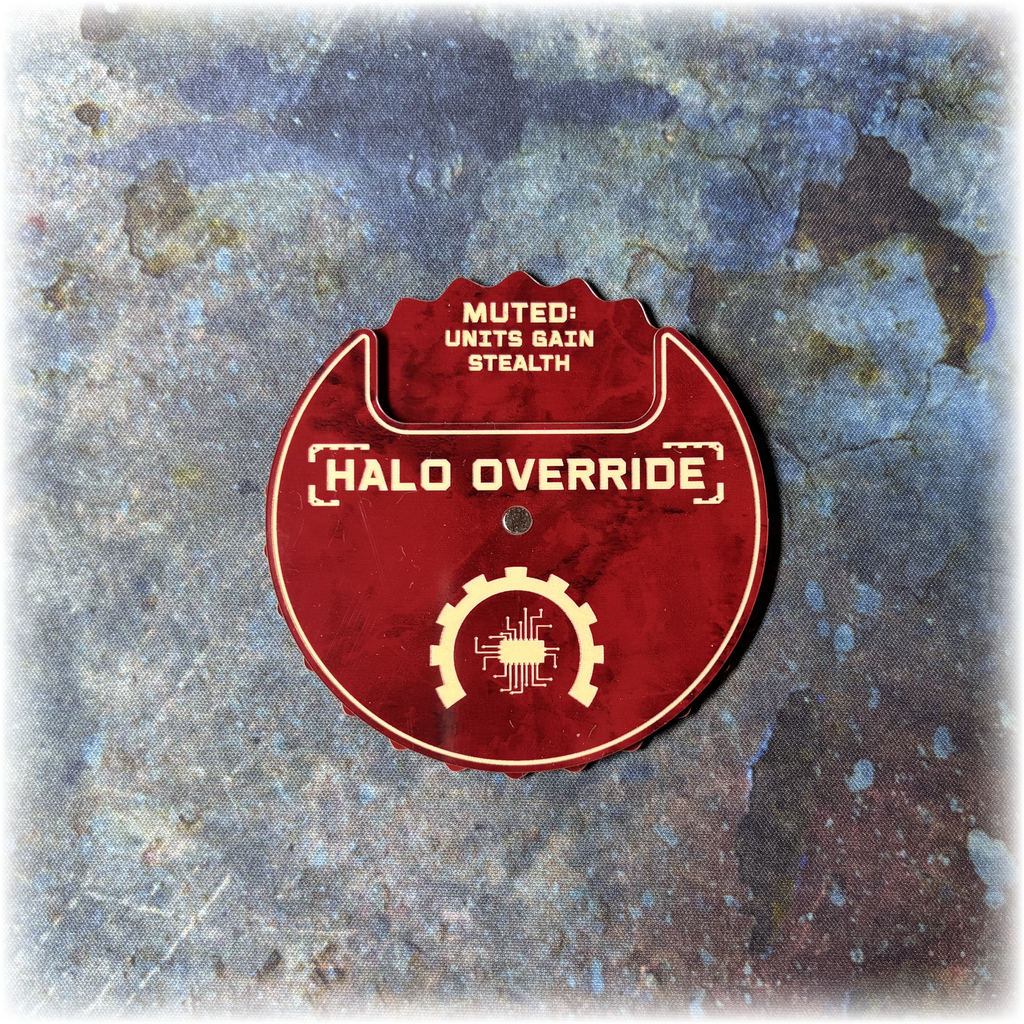 MUTED:
UNITS GAIN
STEALTH
HALO OVERRIDE